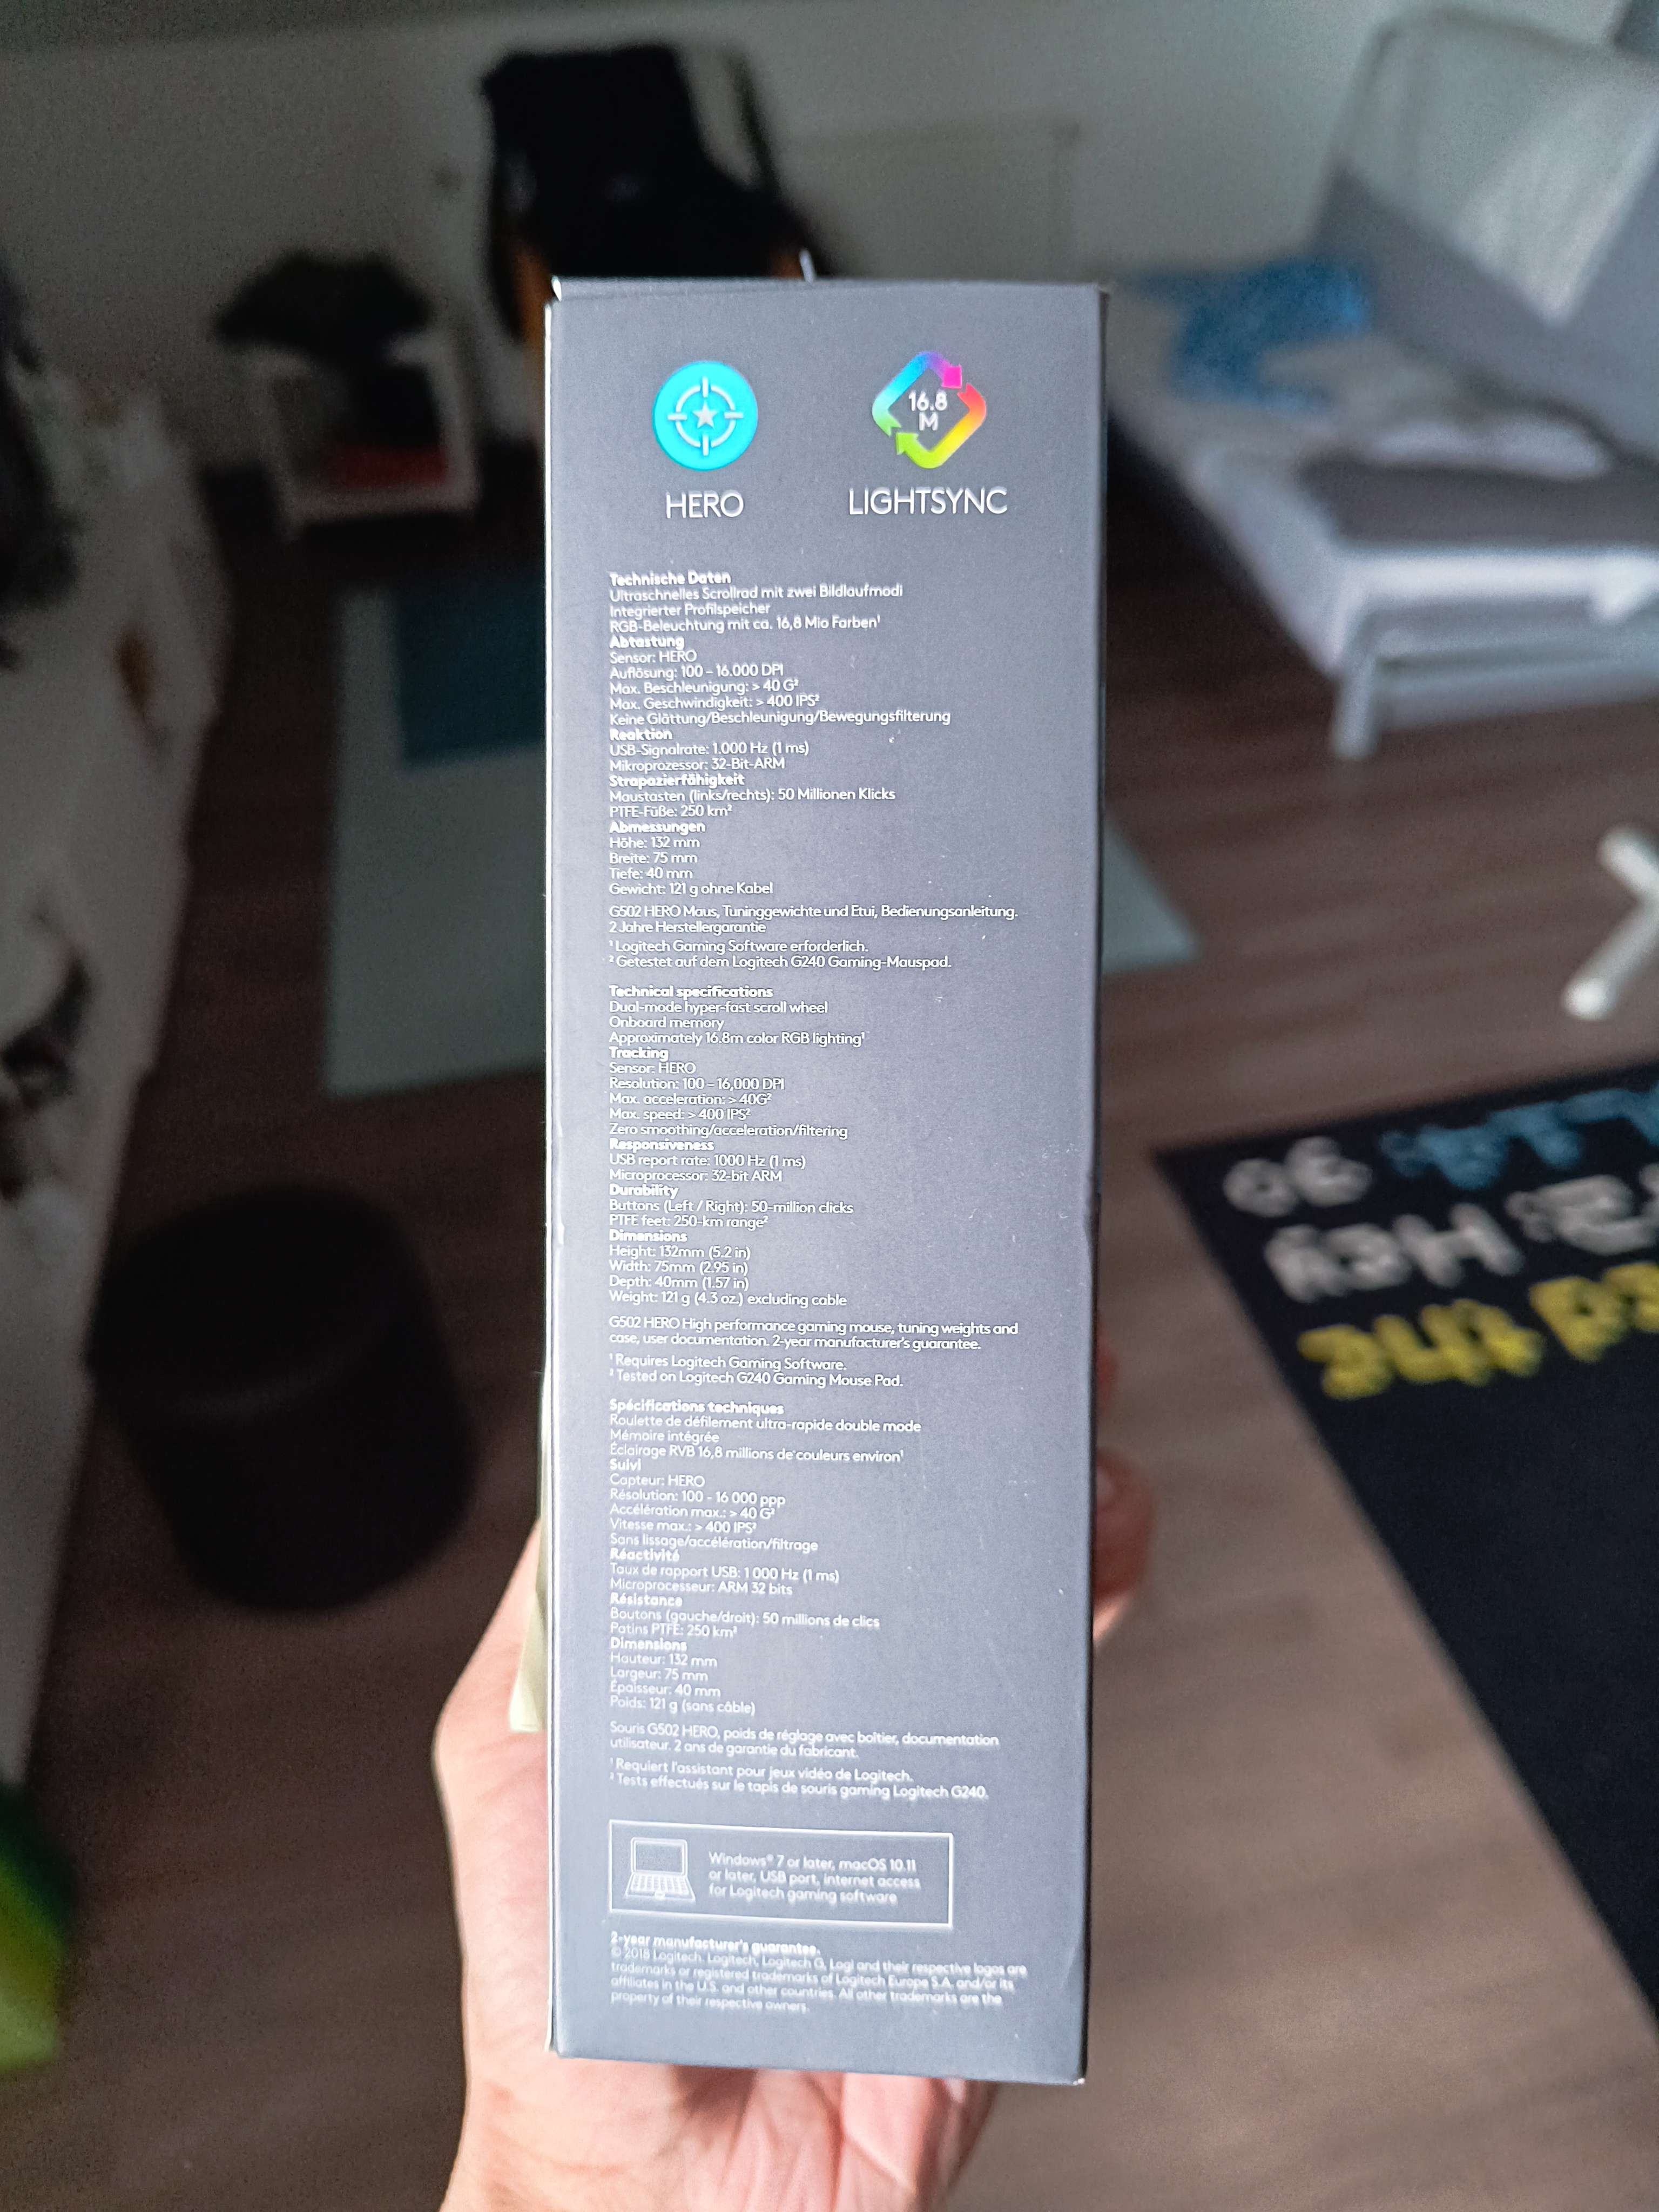 16.8
M
HERO
LIGHTSYNC
Technische Daten
Ultraschnelles Scrollrad mit zwei Bildlaufmodi
Integrierter Profilspeicher
RGB-Beleuchtung mit ca. 16,8 Mio Farben¹
Abtastung
Sensor: HERO
Auflösung: 100 – 16.000 DPI
Max. Beschleunigung: > 40 G²
Max. Geschwindigkeit: > 400 IPS²
Keine Glättung/Beschleunigung/Bewegungsfilterung
Reaktion
USB-Signalrate: 1.000 Hz (1 ms)
Mikroprozessor: 32-Bit-ARM
Strapazierfähigkeit
Maustasten (links/rechts): 50 Millionen Klicks
PTFE-Füße: 250 km²
Abmessungen
Höhe: 132 mm
Breite: 75 mm
Tiefe: 40 mm
Gewicht: 121 g ohne Kabel
G502 HERO Maus, Tuninggewichte und Etui, Bedienungsanleitung.
2 Jahre Herstellergarantie
¹ Logitech Gaming Software erforderlich.
² Getestet auf dem Logitech G240 Gaming-Mauspad.
Technical specifications
Dual-mode hyper-fast scroll wheel
Onboard memory
Approximately 16.8m color RGB lighting¹
Tracking
Sensor: HERO
Resolution: 100 – 16,000 DPI
Max. acceleration: > 40G²
Max. speed: > 400 IPS²
Zero smoothing/acceleration/filtering
Responsiveness
USB report rate: 1000 Hz (1 ms)
Microprocessor: 32-bit ARM
Durability
Buttons (Left / Right): 50-million clicks
PTFE feet: 250-km range²
Dimensions
Height: 132mm (5.2 in)
Width: 75mm (2.95 in)
Depth: 40mm (1.57 in)
Weight: 121 g (4.3 oz.) excluding cable
G502 HERO High performance gaming mouse, tuning weights and
case, user documentation. 2-year manufacturer's guarantee.
¹ Requires Logitech Gaming Software.
² Tested on Logitech G240 Gaming Mouse Pad.
Spécifications techniques
Roulette de défilement ultra-rapide double mode
Mémoire intégrée
Éclairage RVB 16,8 millions de couleurs environ¹
Suivi
Capteur: HERO
Résolution: 100 - 16 000 ppp
Accélération max.: > 40 G²
Vitesse max.: > 400 IPS²
Sans lissage/accélération/filtrage
Réactivité
Taux de rapport USB: 1 000 Hz (1 ms)
Microprocesseur: ARM 32 bits
Résistance
Boutons (gauche/droit): 50 millions de clics
Patins PTFE: 250 km²
Dimensions
Hauteur: 132 mm
Largeur: 75 mm
Épaisseur: 40 mm
Poids: 121 g (sans câble)
Souris G502 HERO, poids de réglage avec boîtier, documentation
utilisateur. 2 ans de garantie du fabricant.
¹ Requiert l'assistant pour jeux vidéo de Logitech.
² Tests effectués sur le tapis de souris gaming Logitech G240.
Windows® 7 or later, macOS 10.11
or later, USB port, internet access
for Logitech gaming software
2-year manufacturer's guarantee.
© 2018 Logitech. Logitech, Logitech G, Logi and their respective logos are
trademarks or registered trademarks of Logitech Europe S.A. and/or its
affiliates in the U.S. and other countries. All other trademarks are the
property of their respective owners.